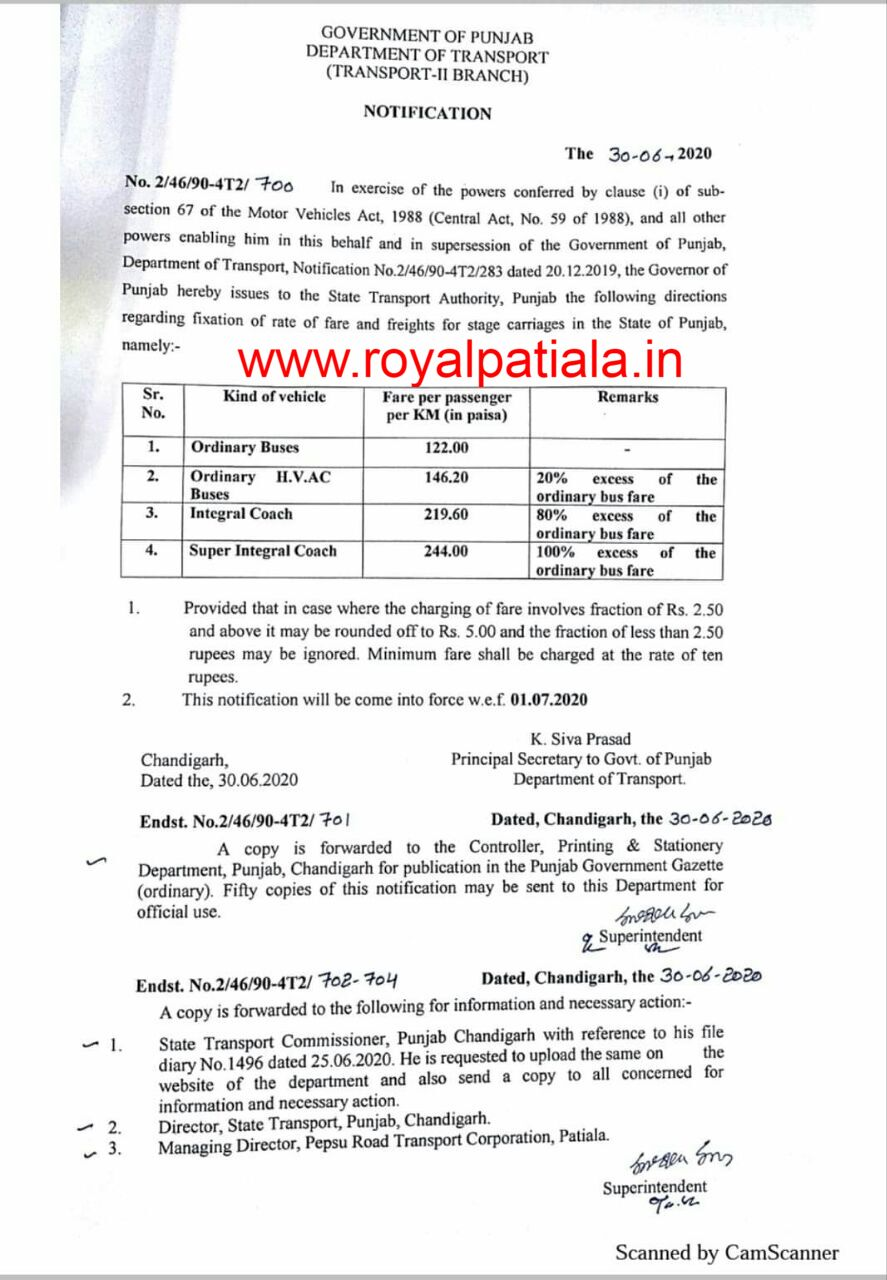 GOVERNMENT OF PUNJAB
DEPARTMENT OF TRANSPORT
(TRANSPORT-II BRANCH)
NOTIFICATION
The 30-06-, 2020
No. 2/46/90-4T2/ 700 In exercise of the powers conferred by clause (i) of sub-
section 67 of the Motor Vehicles Act, 1988 (Central Act, No. 59 of 1988), and all other
powers enabling him in this behalf and in supersession of the Government of Punjab,
Department of Transport, Notification No.2/46/90-4T2/283 dated 20.12.2019, the Governor of
Punjab hereby issues to the State Transport Authority, Punjab the following directions
regarding fixation of rate of fare and freights for stage carriages in the State of Punjab,
namely:-
www.royalpatiala.in
Sr. No. Kind of vehicle Fare per passenger per KM (in paisa) Remarks
1. Ordinary Buses 122.00 -
2. Ordinary H.V.AC Buses 146.20 20% excess of the ordinary bus fare
3. Integral Coach 219.60 80% excess of the ordinary bus fare
4. Super Integral Coach 244.00 100% excess of the ordinary bus fare
1. Provided that in case where the charging of fare involves fraction of Rs. 2.50
and above it may be rounded off to Rs. 5.00 and the fraction of less than 2.50
rupees may be ignored. Minimum fare shall be charged at the rate of ten
rupees.
2. This notification will be come into force w.e.f. 01.07.2020
K. Siva Prasad
Chandigarh, Principal Secretary to Govt. of Punjab
Dated the, 30.06.2020 Department of Transport.
Endst. No.2/46/90-4T2/ 701 Dated, Chandigarh, the 30-06-2020
A copy is forwarded to the Controller, Printing & Stationery
Department, Punjab, Chandigarh for publication in the Punjab Government Gazette
(ordinary). Fifty copies of this notification may be sent to this Department for
official use.
Superintendent
Endst. No.2/46/90-4T2/ 702-704 Dated, Chandigarh, the 30-06-2020
A copy is forwarded to the following for information and necessary action:-
1. State Transport Commissioner, Punjab Chandigarh with reference to his file
diary No.1496 dated 25.06.2020. He is requested to upload the same on the
website of the department and also send a copy to all concerned for
information and necessary action.
2. Director, State Transport, Punjab, Chandigarh.
3. Managing Director, Pepsu Road Transport Corporation, Patiala.
Superintendent
Scanned by CamScanner